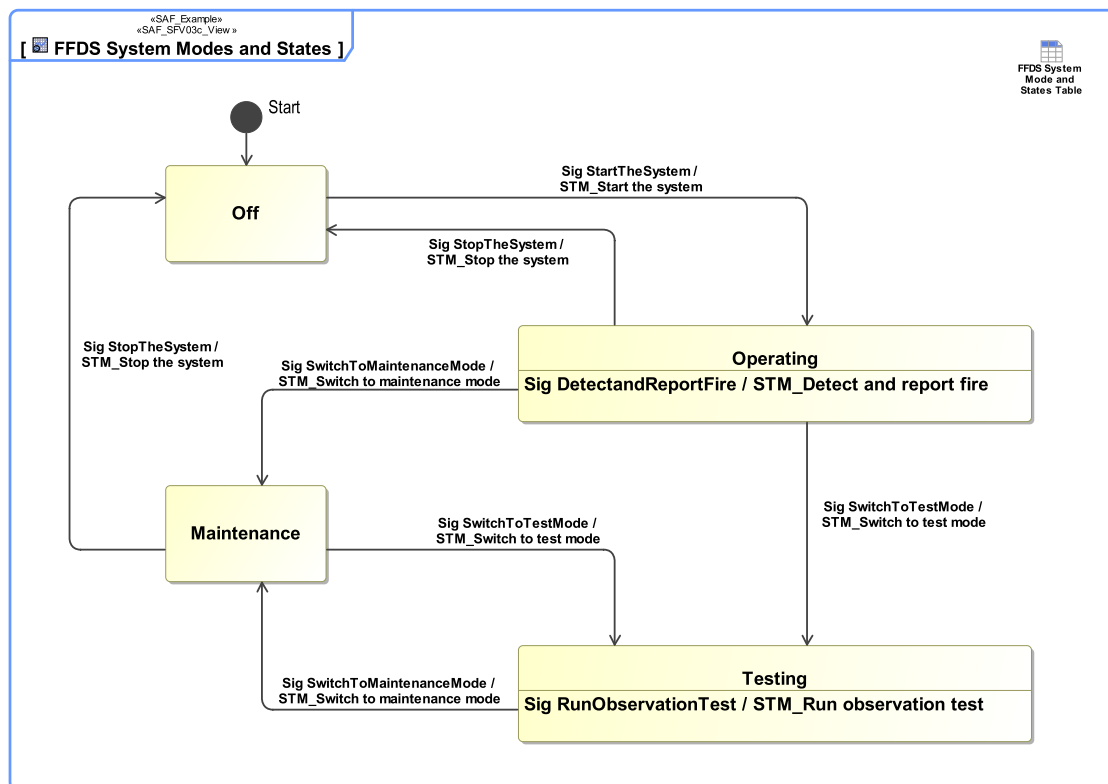 «SAF_Example»
«SAF_SFV03c_View »
[ FFDS System Modes and States ]
FFDS System
Mode and
States Table
Start
Sig StartTheSystem /
STM_Start the system
Off
Sig StopTheSystem /
STM_Stop the system
Sig StopTheSystem /
STM_Stop the system
Sig SwitchToMaintenanceMode /
STM_Switch to maintenance mode
Operating
Sig DetectandReportFire / STM_Detect and report fire
Maintenance
Sig SwitchToTestMode /
STM_Switch to test mode
Sig SwitchToTestMode /
STM_Switch to test mode
Sig SwitchToMaintenanceMode /
STM_Switch to maintenance mode
Testing
Sig RunObservationTest / STM_Run observation test